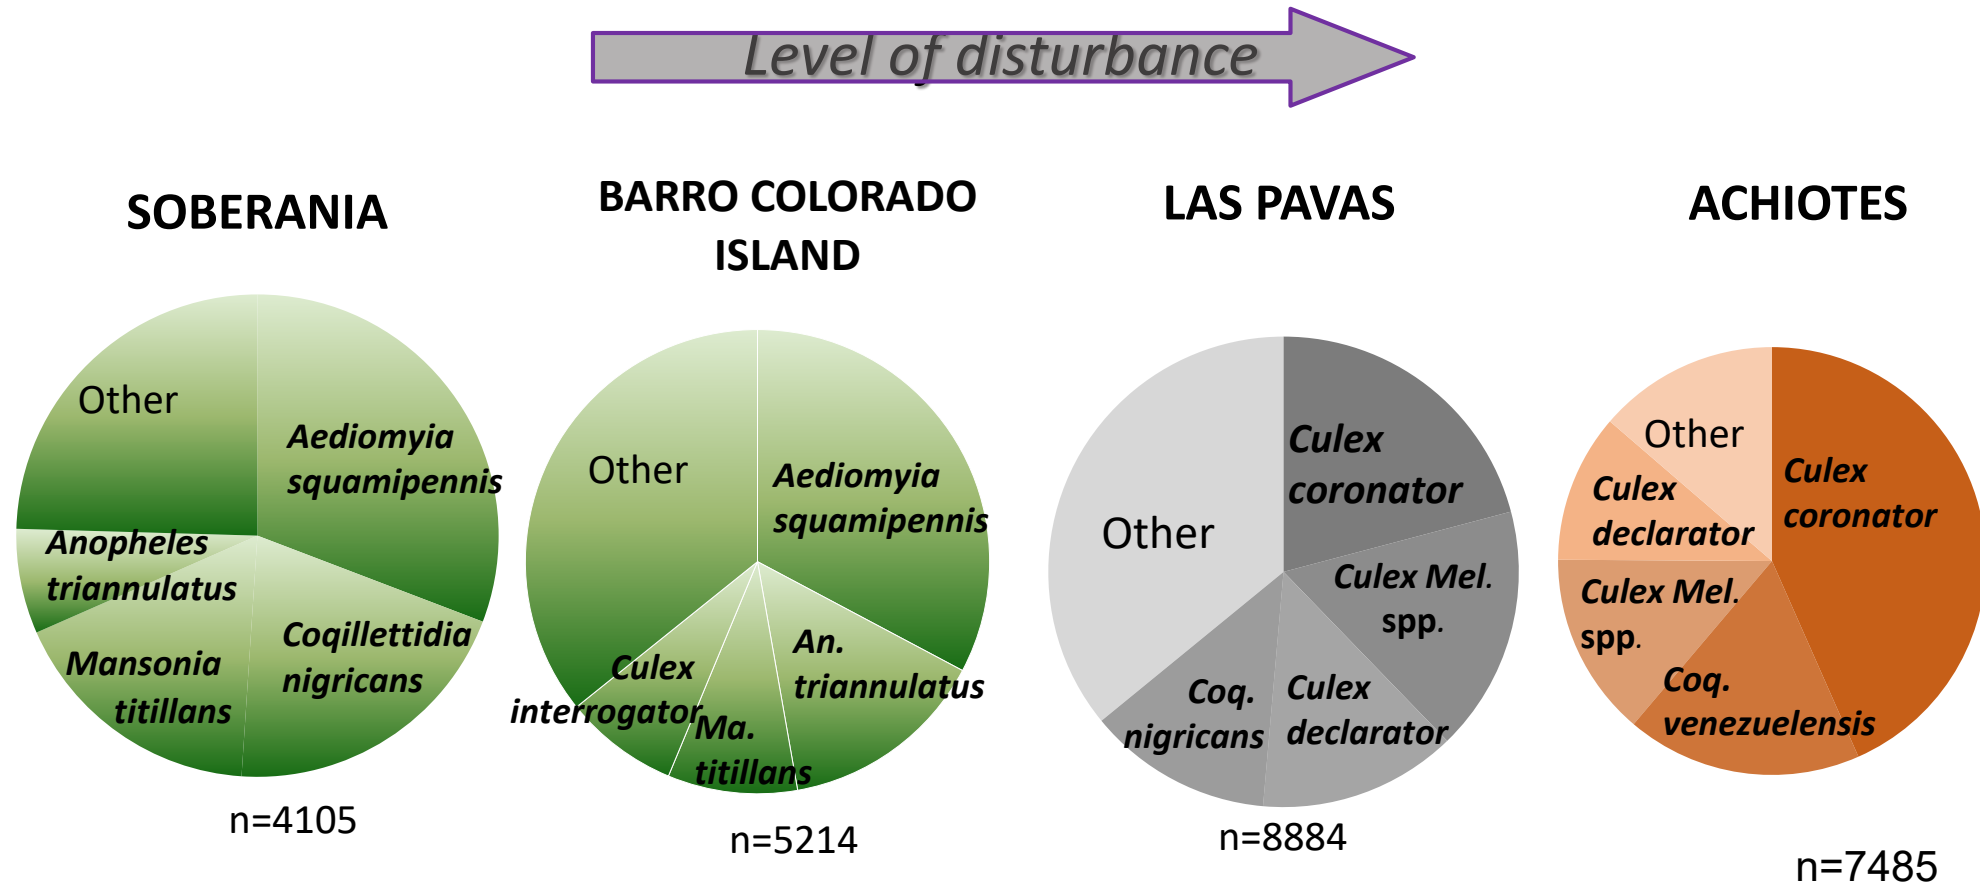 Level of disturbance
SOBERANIA
Other
Aediomyia
squamipennis
Anopheles
triannulatus
Mansonia
titillans
Coqillettidia
nigricans
n=4105
BARRO COLORADO
ISLAND
Other
Aediomyia
squamipennis
Culex
interrogator
Ma.
titillans
An.
triannulatus
n=5214
LAS PAVAS
Culex
coronator
Other
Culex Mel.
spp.
Coq.
nigricans
Culex
declarator
n=8884
ACHIOTES
Other
Culex
coronator
Culex
declarator
Culex Mel.
spp.
Coq.
venezuelensis
n=7485